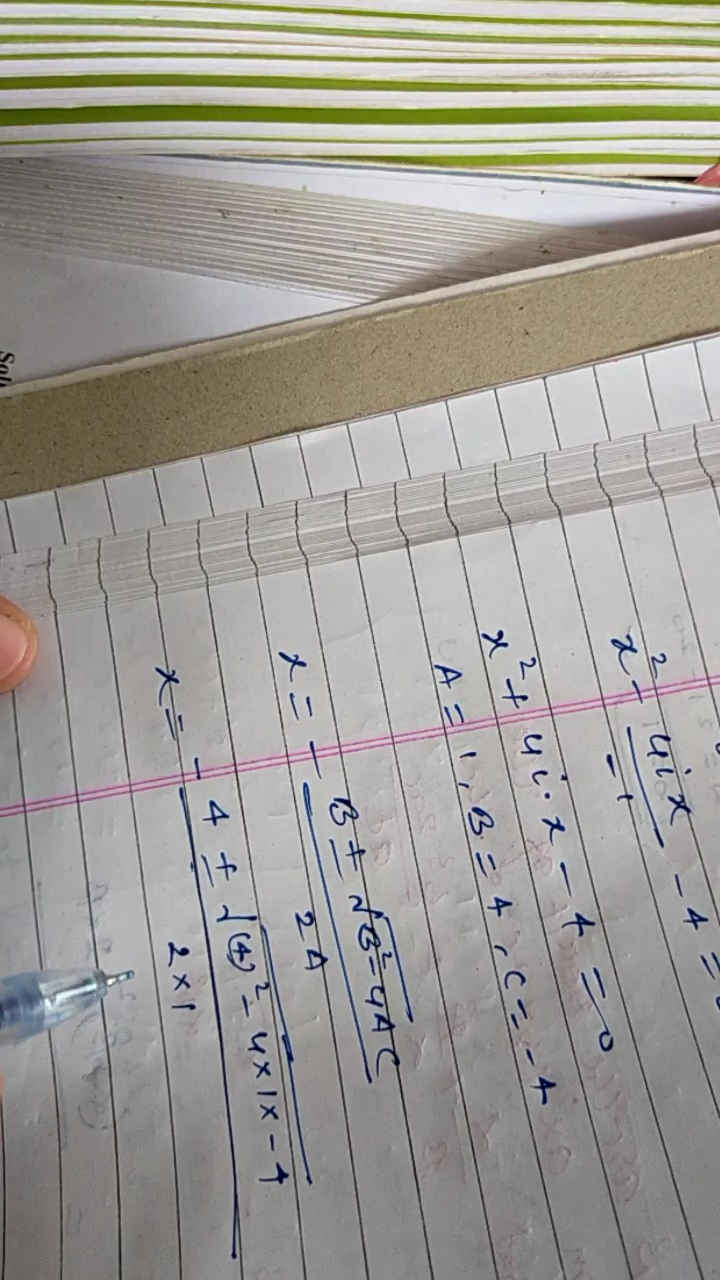 x² + 4ix/-1 - 4 =
x² + 4i·x - 4 = 0
A = 1, B = 4, C = -4
x = - B ± √B² - 4AC / 2A
x = - 4 ± √(4)² - 4×1×-4 / 2×1